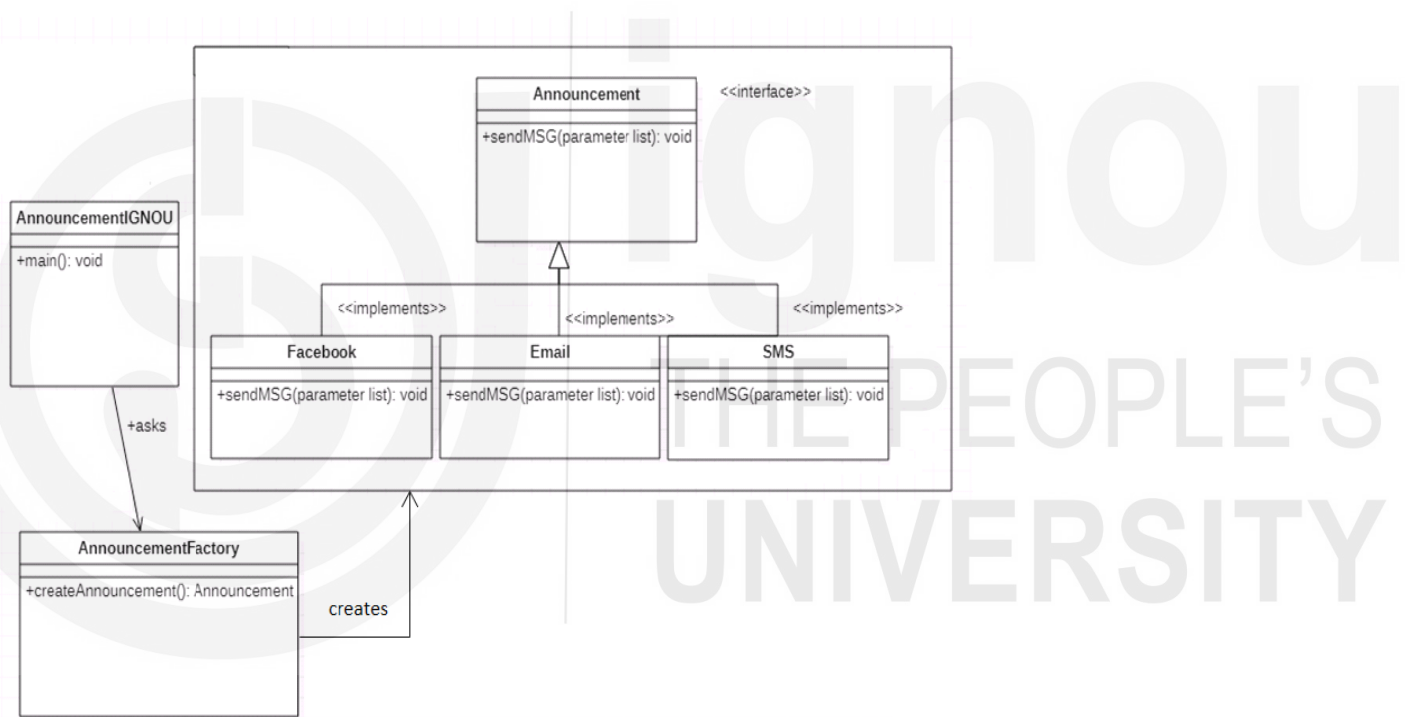 ignou
THE PEOPLE'S
UNIVERSITY
Announcement
<<interface>>
+sendMSG(parameter list): void
AnnouncementIGNOU
+main(): void
<<implements>>
<<implements>>
<<implements>>
Facebook
+sendMSG(parameter list): void
Email
+sendMSG(parameter list): void
SMS
+sendMSG(parameter list): void
+asks
AnnouncementFactory
+createAnnouncement(): Announcement
creates